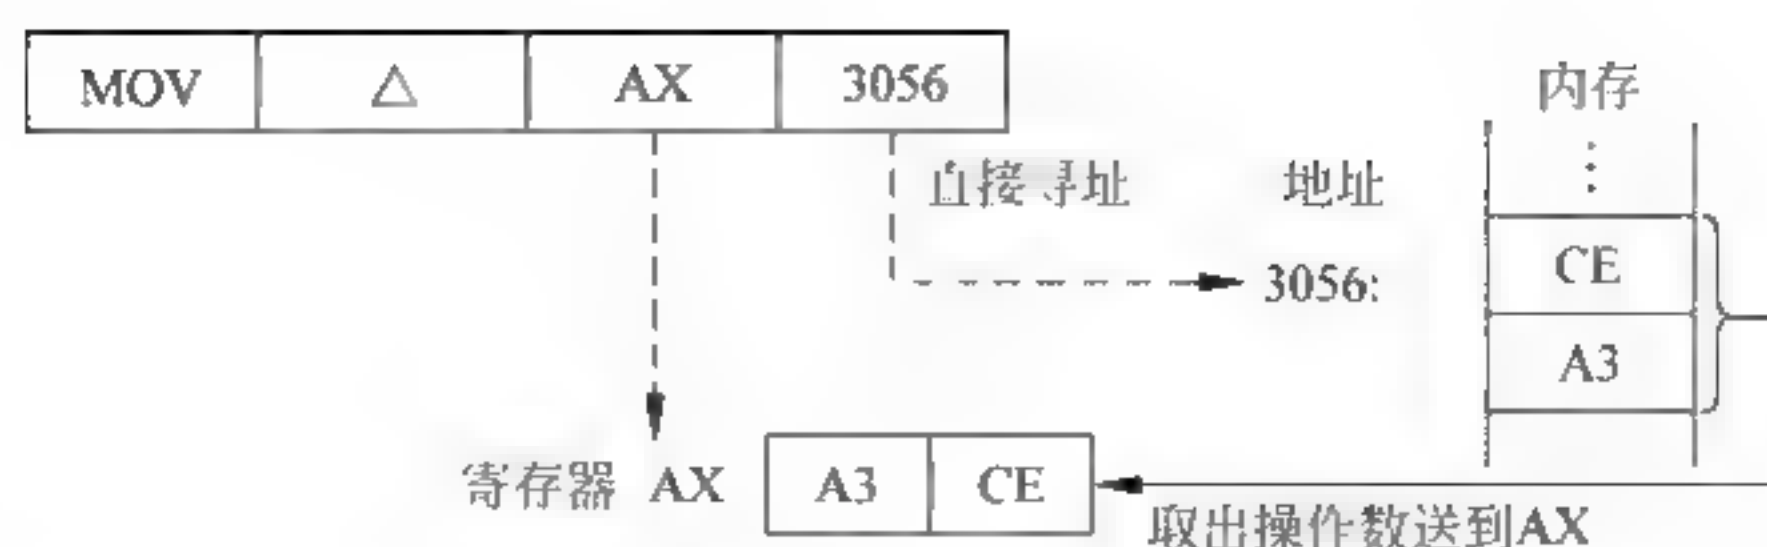 MOV △ AX 3056
内存
⋮
直接寻址 地址
CE
3056:
A3
寄存器 AX A3 CE
取出操作数送到AX